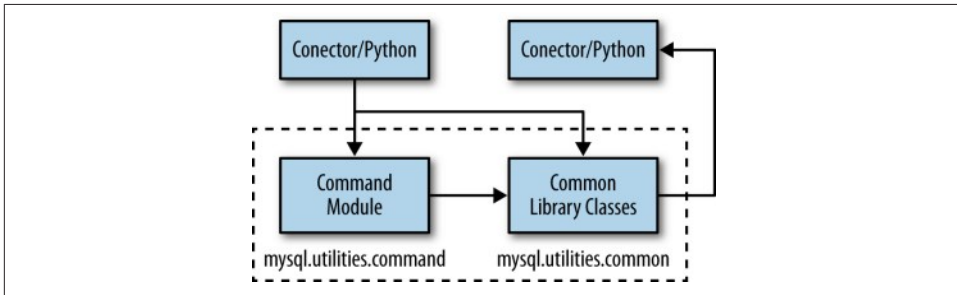 Conector/Python
Conector/Python
Command
Module
Common
Library Classes
mysql.utilities.command
mysql.utilities.common